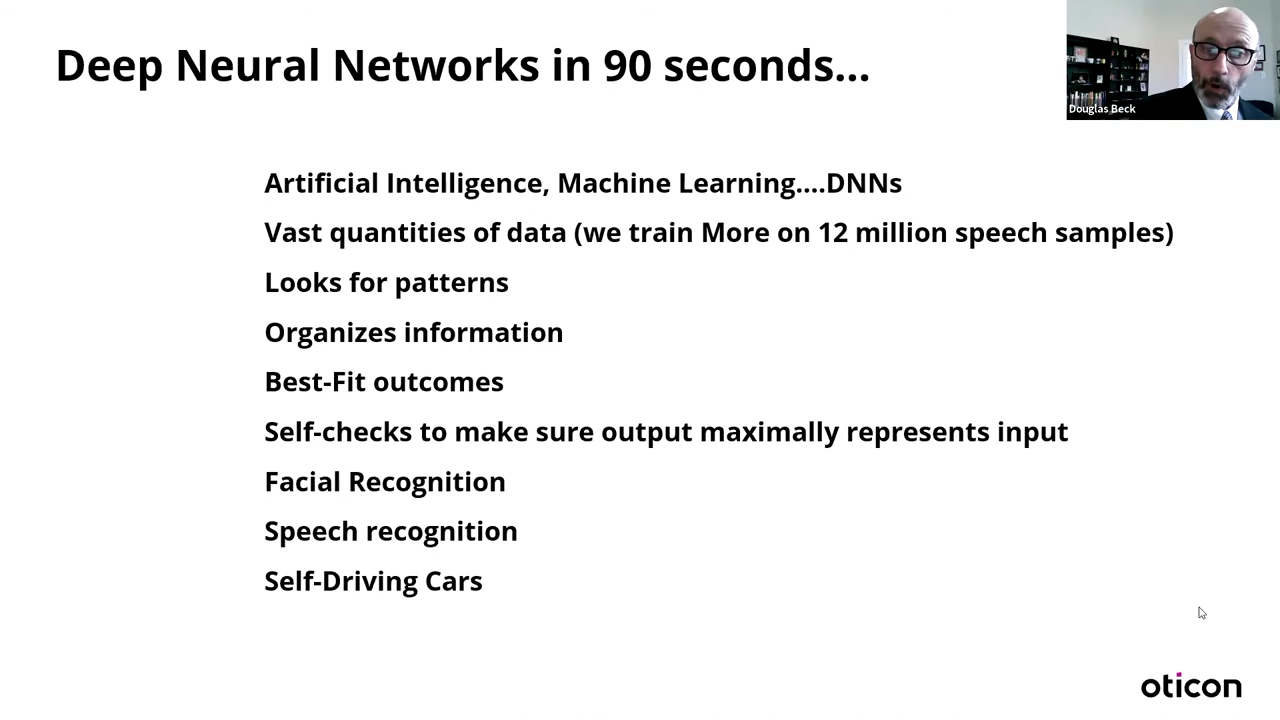 Deep Neural Networks in 90 seconds...
Douglas Beck
Artificial Intelligence, Machine Learning....DNNs
Vast quantities of data (we train More on 12 million speech samples)
Looks for patterns
Organizes information
Best-Fit outcomes
Self-checks to make sure output maximally represents input
Facial Recognition
Speech recognition
Self-Driving Cars
oticon